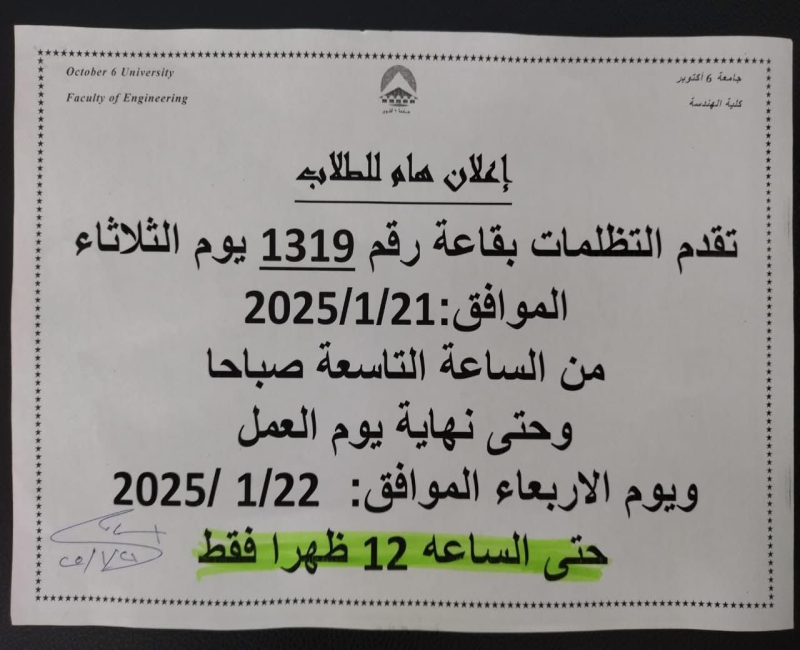 October 6 University
جامعة 6 أكتوبر
Faculty of Engineering
كلية الهندسة
جامعة ٦ أكتوبر
إعلان هام للطلاب
تقدم التظلمات بقاعة رقم 1319 يوم الثلاثاء
الموافق:2025/1/21
من الساعة التاسعة صباحا
وحتى نهاية يوم العمل
ويوم الاربعاء الموافق: 1/22 /2025
حتى الساعه 12 ظهرا فقط